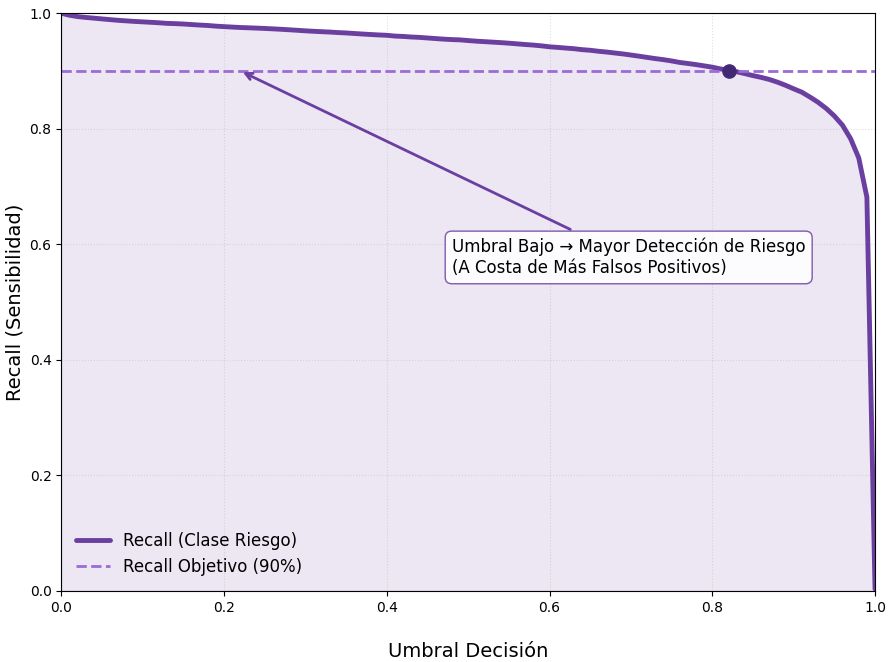 Recall (Sensibilidad)
1.0
0.8
0.6
0.4
0.2
0.0
Umbral Bajo → Mayor Detección de Riesgo
(A Costa de Más Falsos Positivos)
Recall (Clase Riesgo)
Recall Objetivo (90%)
0.0 0.2 0.4 0.6 0.8 1.0
Umbral Decisión